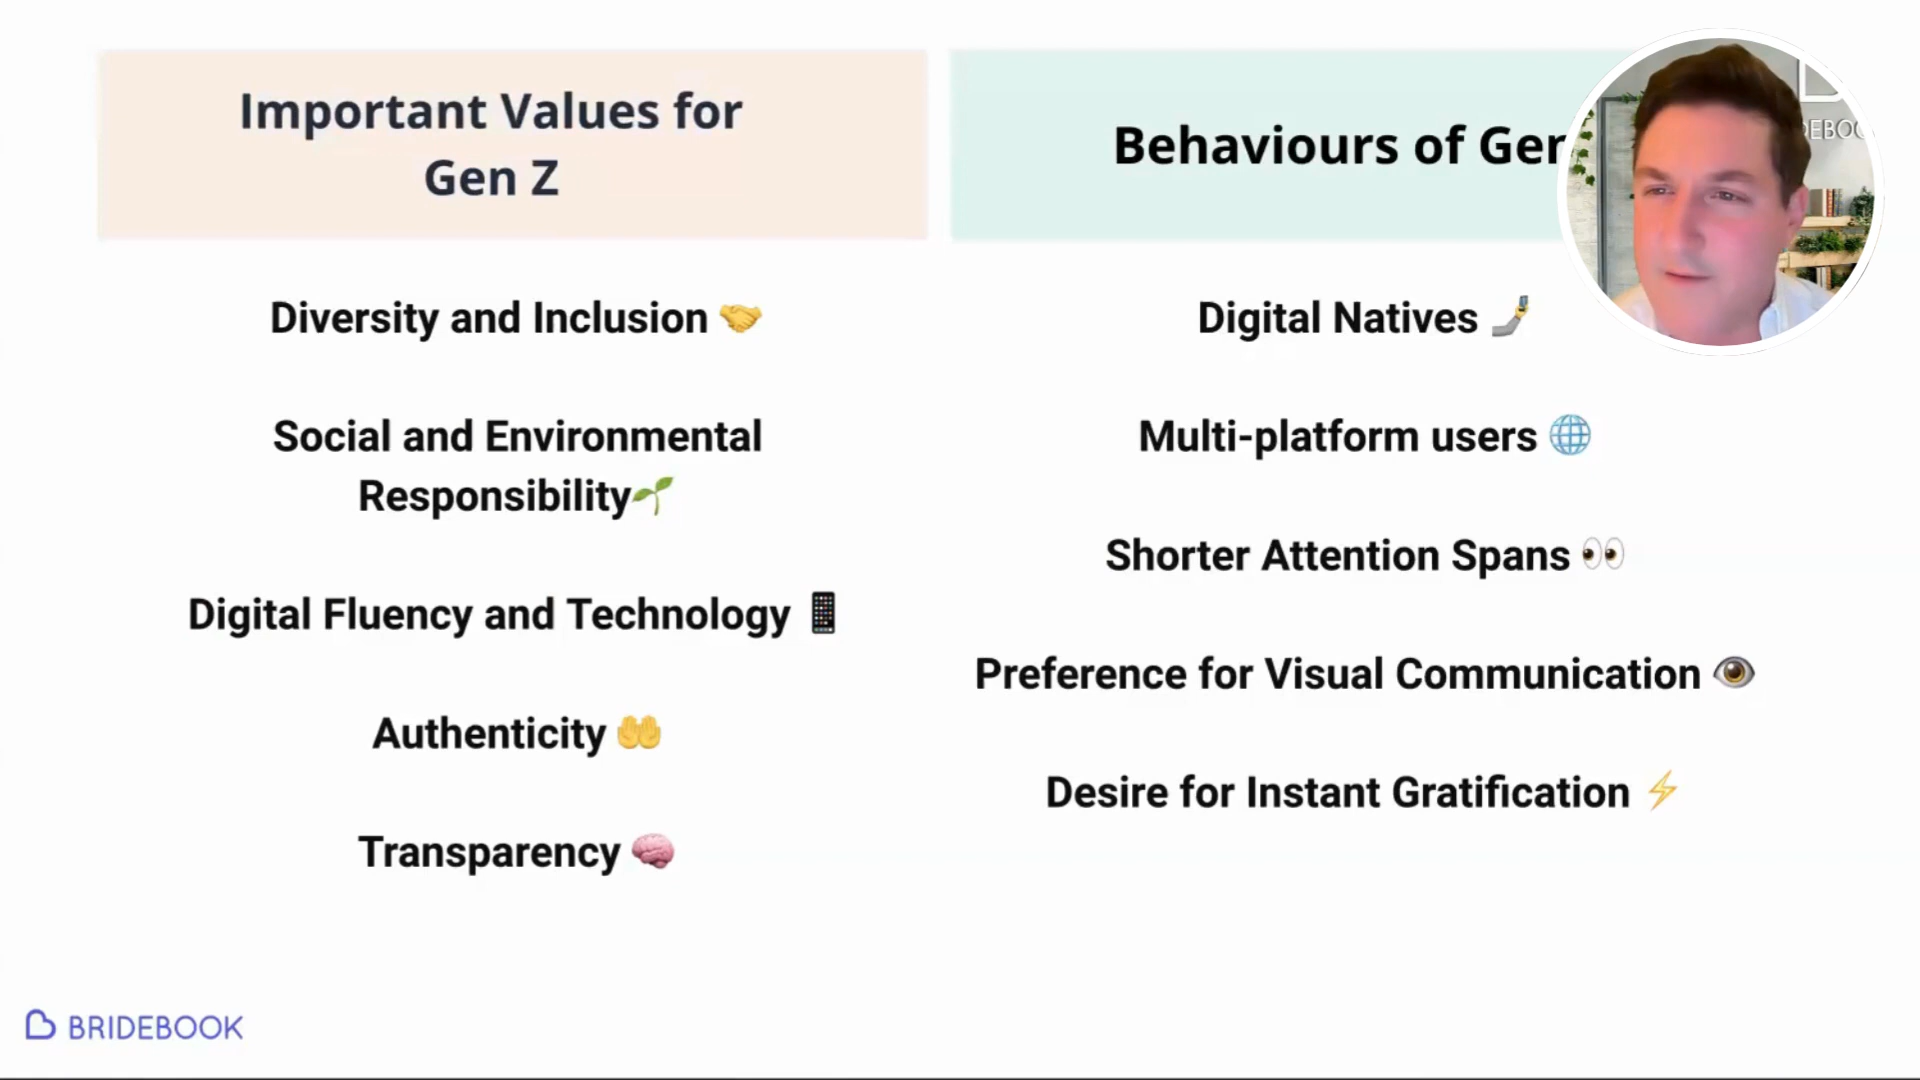 Important Values for
Gen Z
Diversity and Inclusion 🤝
Social and Environmental
Responsibility🌱
Digital Fluency and Technology 📱
Authenticity 🤲
Transparency 🧠
Behaviours of Gen
Digital Natives 🤳
Multi-platform users 🌐
Shorter Attention Spans 👀
Preference for Visual Communication 👁️
Desire for Instant Gratification ⚡
BRIDEBOOK